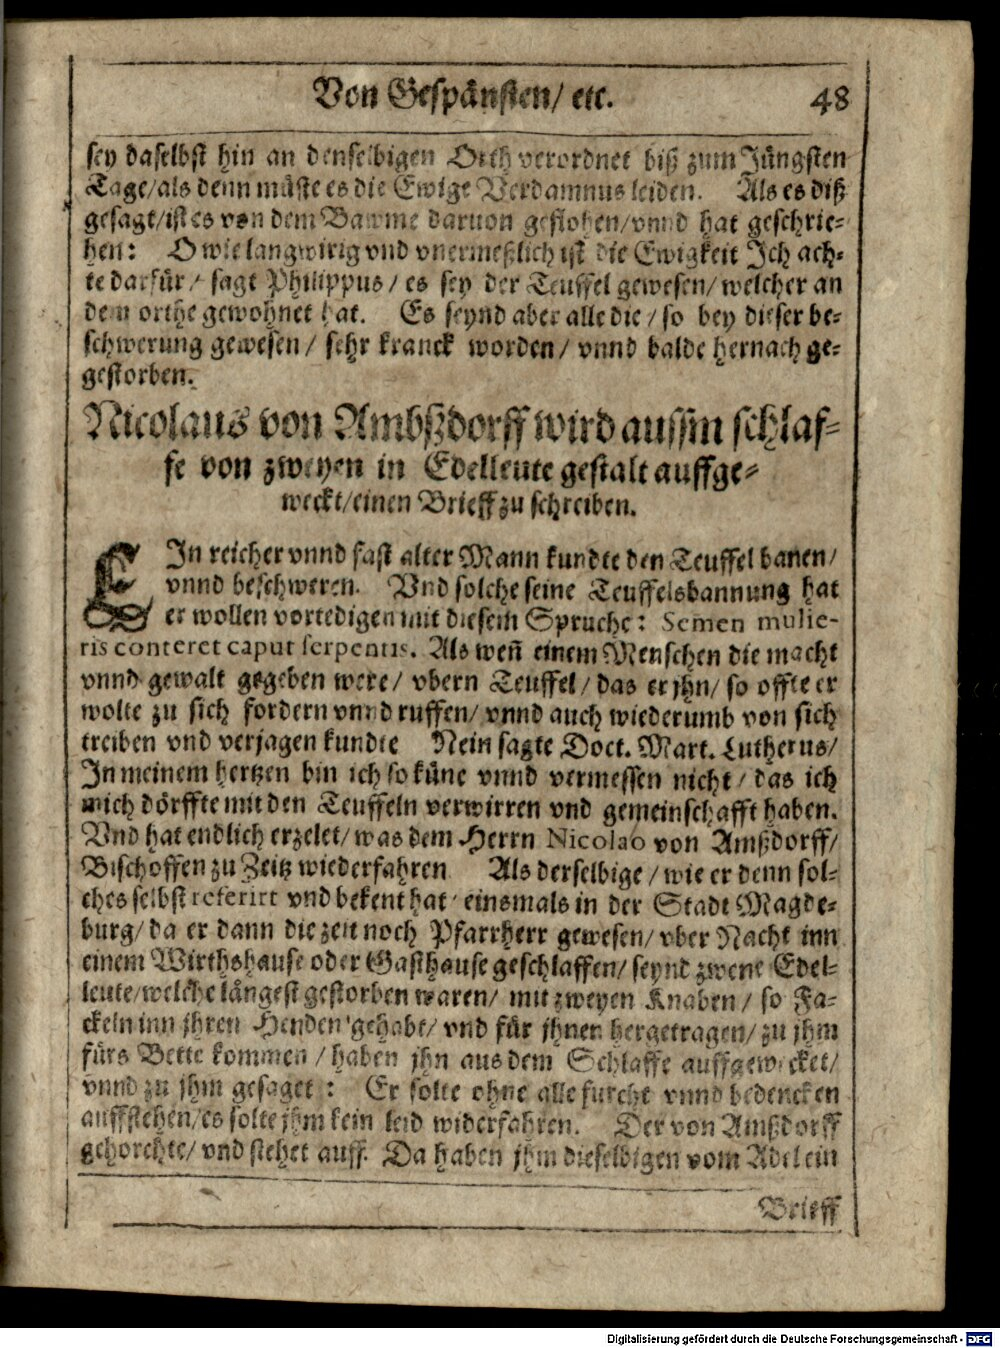 Von Gespänsten/ etc. 48
sey daselbst hin an denselbigen Orth verordnet biß zum Jüngsten
Tage/als denn müste es die Ewige Verdamnus leiden. Als es diß
gesagt/ist es von dem Bawme daruon geflohen/vnnd hat geschrie-
hen: O wie langwirig vnd vnermeßlich ist die Ewigkeit Ich ach-
te darfür/ sagt Philippus/ es sey der Teuffel gewesen/ welcher an
dem orthe gewohnet hat. Es seynd aber alle die/ so bey dieser be-
schwerung gewesen/ sehr kranck worden/ vnnd balde hernach ge-
gestorben.
Nicolaus von Ambßdorff wird aussm schlaf-
fe von zweyen in Edelleute gestalt auffge-
weckt/einen Brieff zu schreiben.
EIn reicher vnnd fast alter Mann kundte den Teuffel banen/
vnnd beschweren. Vnd solche seine Teuffelsbannung hat
er wollen vortedigen mit diesem Spruche: Semen mulie-
ris conteret caput serpentis. Als weñ einem Menschen die macht
vnnd gewalt gegeben were/ vbern Teuffel/ das er jhn/ so offte er
wolte zu sich fordern vnnd ruffen/ vnnd auch wiederumb von sich
treiben vnd verjagen kundte Nein sagte Doct. Mart. Lutherus/
In meinem hertzen bin ich so küne vnnd vermessen nicht/ das ich
mich dörffte mit den Teuffeln verwirren vnd gemeinschafft haben.
Vnd hat endlich erzelet/ was dem Herrn Nicolao von Amßdorff/
Bischoffen zu Zeitz wiederfahren Als derselbige/ wie er denn sol-
ches selbst referirt vnd bekent hat einsmals in der Stadt Magde-
burg/ da er dann die zeit noch Pfarrherr gewesen/ vber Nacht inn
einem Wirthshause oder Gasthause geschlaffen/ seynd zwene Edel-
leute/welche längest gestorben waren/ mit zweyen Knaben/ so Fa-
ckeln inn jhren Henden gehabt/ vnd für jhnen hergetragen/ zu jhm
fürs Bette kommen/ haben jhn aus dem Schlaffe auffgewecket/
vnnd zu jhm gesaget: Er solte ohne alle furcht vnnd bedencken
auffstehen/es solte jhm kein leid widerfahren. Der von Amßdorff
gehorchte/ vnd stehet auff. Da haben jhm dieselbigen vom Adel ein
Brieff
Digitalisierung gefördert durch die Deutsche Forschungsgemeinschaft - DFG